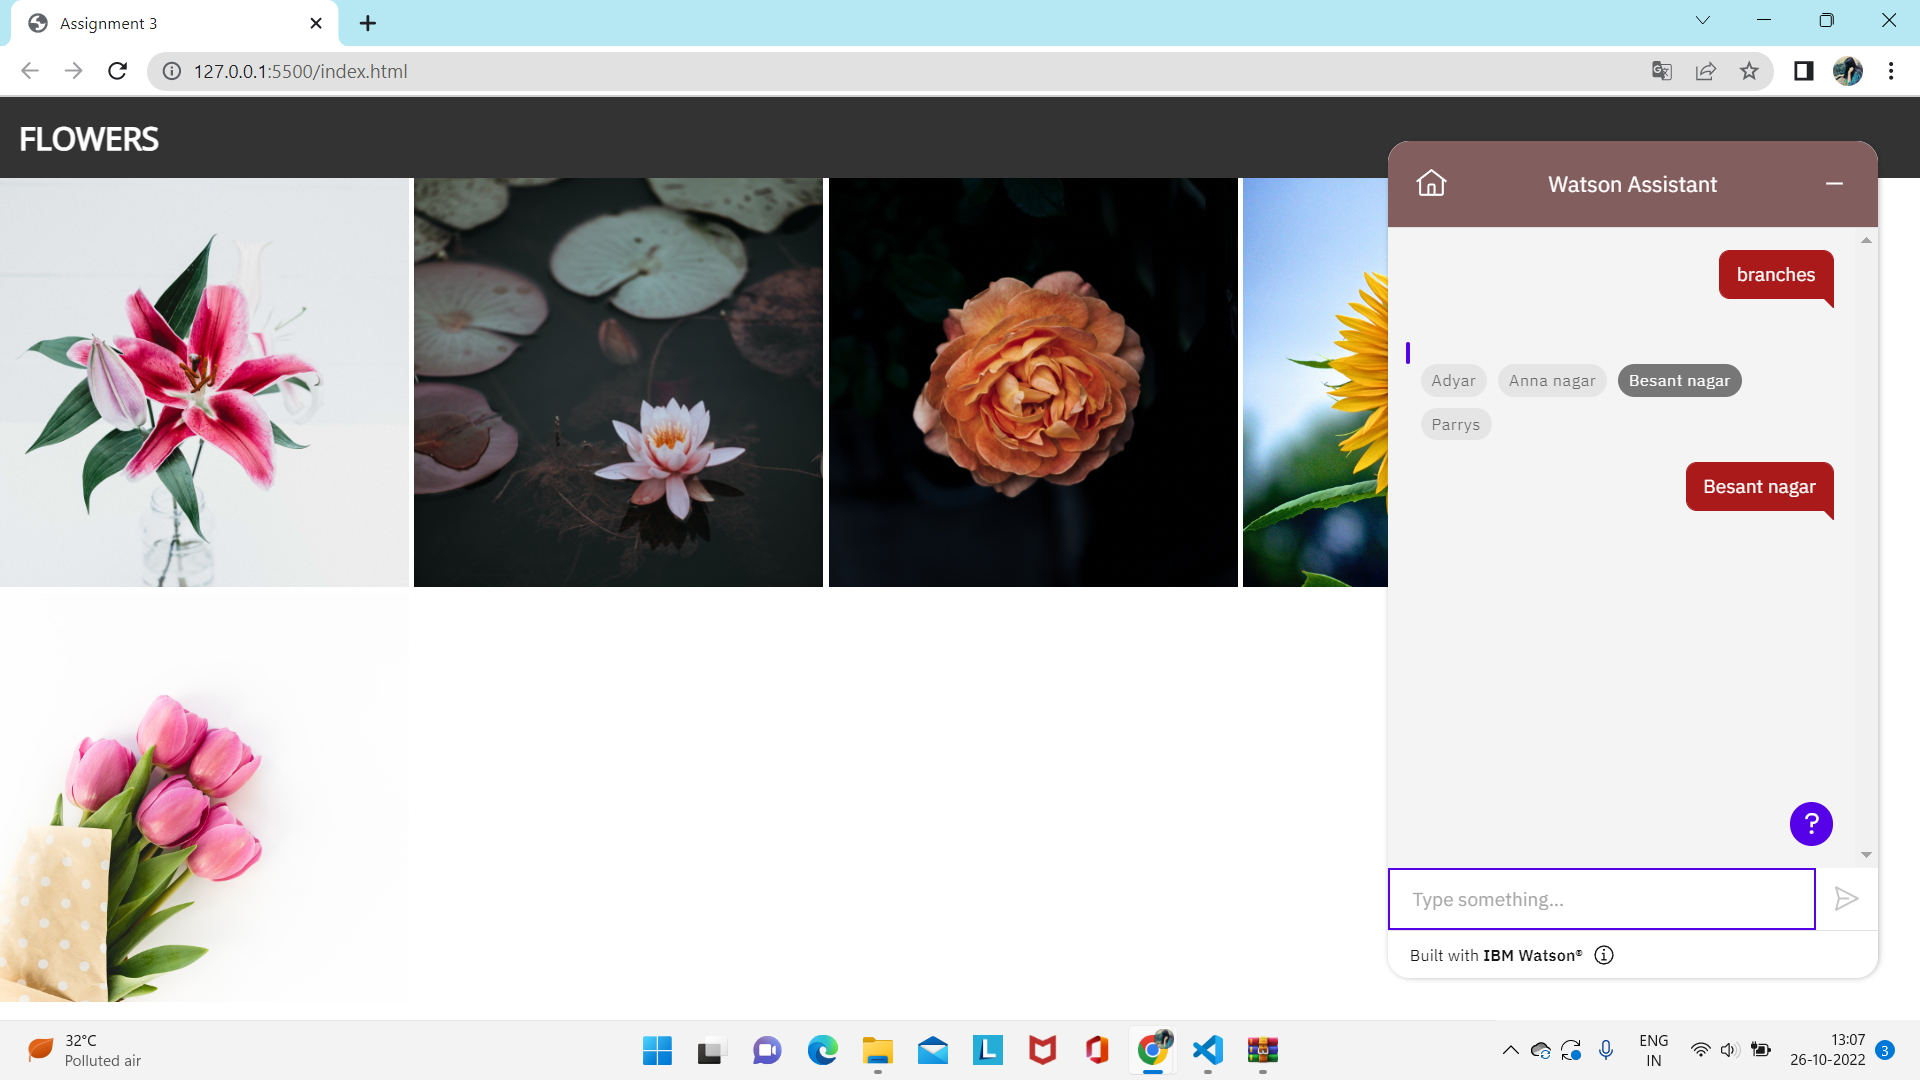 Assignment 3
127.0.0.1:5500/index.html
FLOWERS
Watson Assistant
branches
Adyar Anna nagar Besant nagar
Parrys
Besant nagar
?
Type something...
Built with IBM Watson®
32°C
Polluted air
ENG
IN
13:07
26-10-2022
3